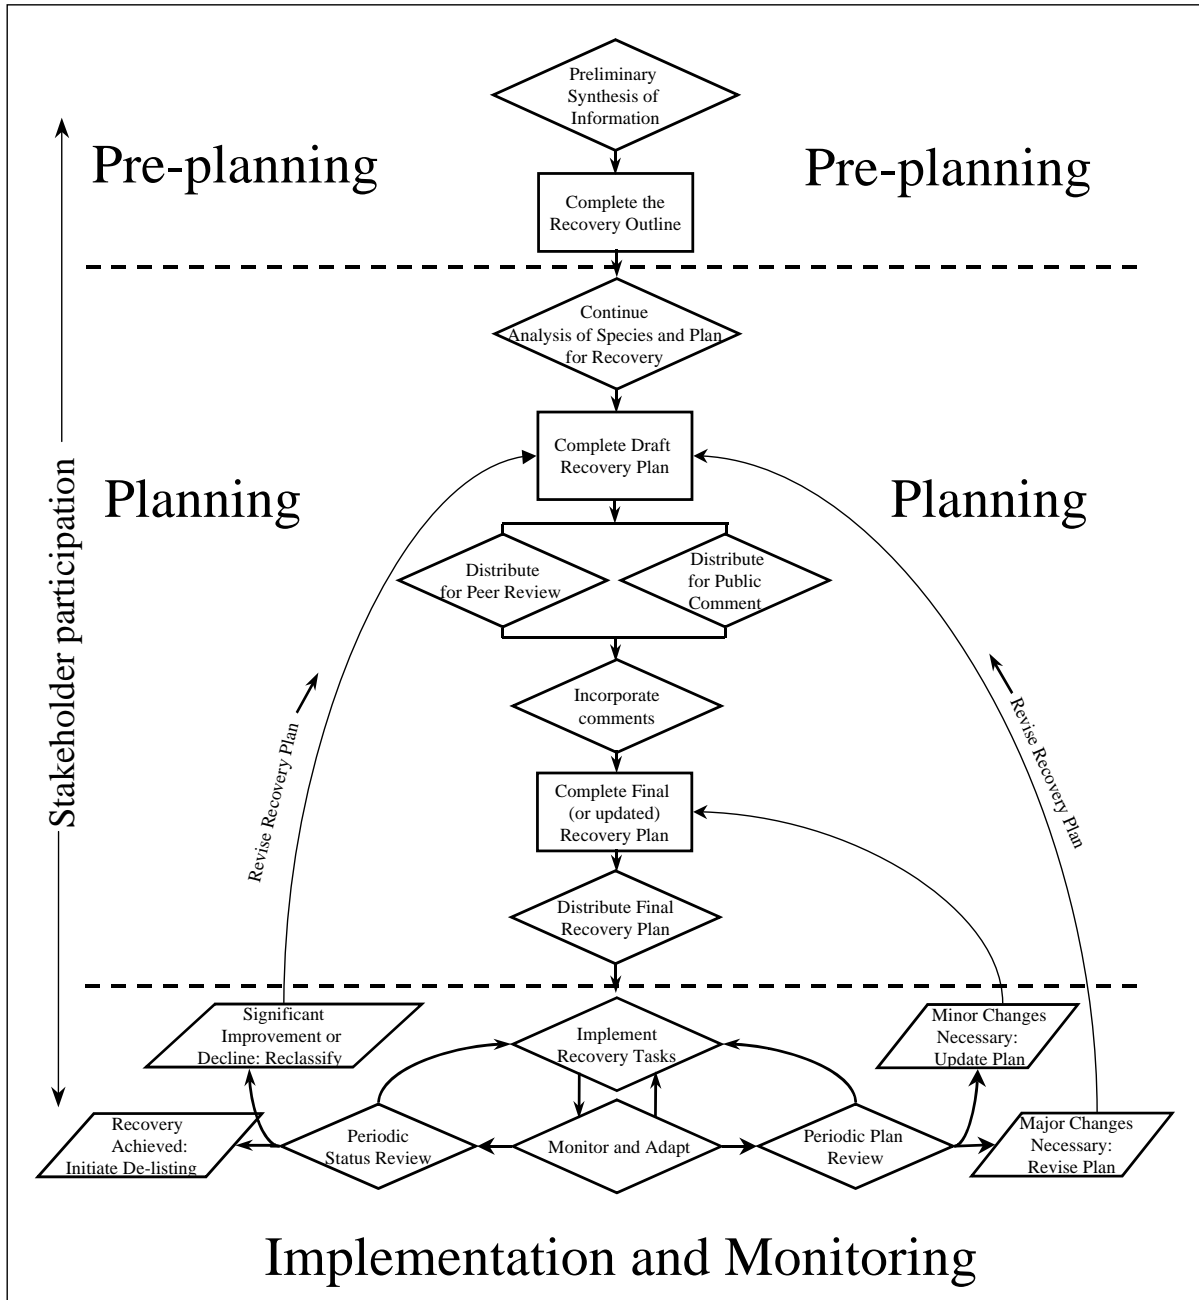 Preliminary
Synthesis of
Information
Pre-planning
Pre-planning
Complete the
Recovery Outline
Continue
Analysis of Species and Plan
for Recovery
Complete Draft
Recovery Plan
Planning
Planning
Stakeholder participation
Distribute
for Peer Review
Distribute
for Public
Comment
Incorporate
comments
Revise Recovery Plan
Revise Recovery Plan
Complete Final
(or updated)
Recovery Plan
Distribute Final
Recovery Plan
Significant
Improvement or
Decline: Reclassify
Implement
Recovery Tasks
Minor Changes
Necessary:
Update Plan
Recovery
Achieved:
Initiate De-listing
Periodic
Status Review
Monitor and Adapt
Periodic Plan
Review
Major Changes
Necessary:
Revise Plan
Implementation and Monitoring